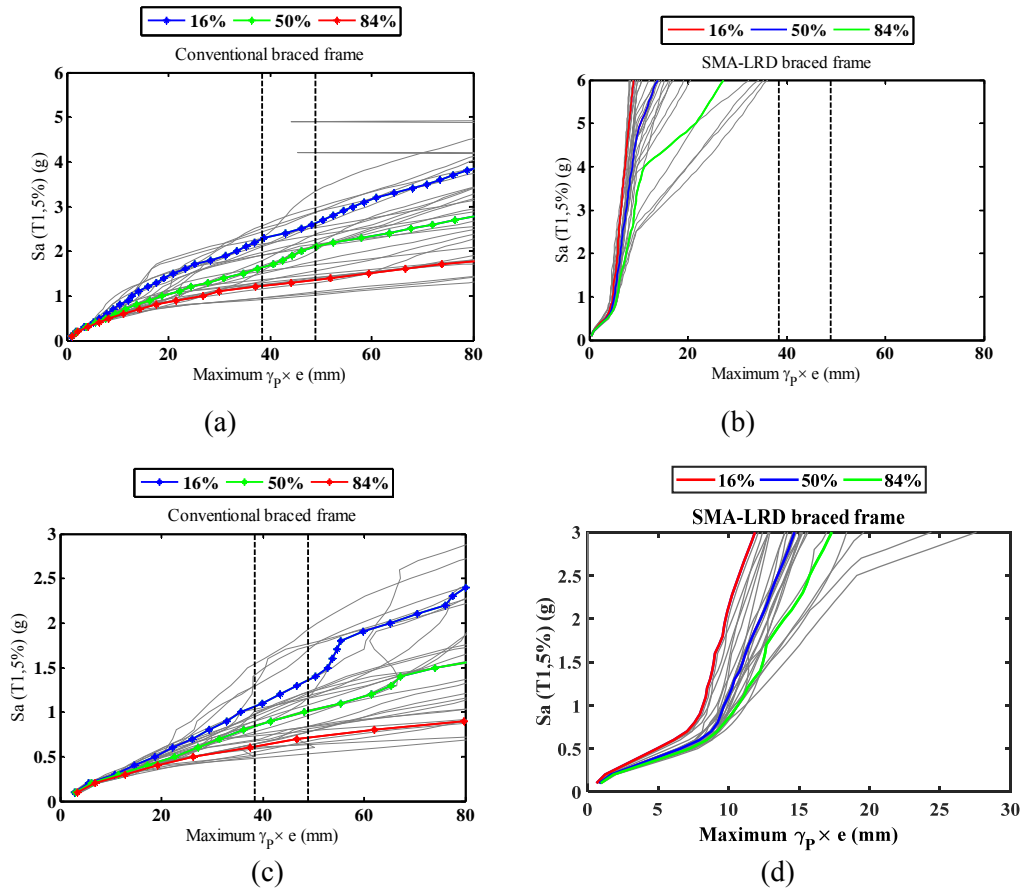 16% 50% 84%
Conventional braced frame
Sa (T1,5%) (g)
6
5
4
3
2
1
0
0 20 40 60 80
Maximum γP× e (mm)
(a)
16% 50% 84%
SMA-LRD braced frame
Sa (T1,5%) (g)
6
5
4
3
2
1
0
0 20 40 60 80
Maximum γP× e (mm)
(b)
16% 50% 84%
Conventional braced frame
Sa (T1,5%) (g)
3
2.5
2
1.5
1
0.5
0
0 20 40 60 80
Maximum γP× e (mm)
(c)
16% 50% 84%
SMA-LRD braced frame
Sa (T1,5%) (g)
3
2.5
2
1.5
1
0.5
0
0 5 10 15 20 25 30
Maximum γP× e (mm)
(d)